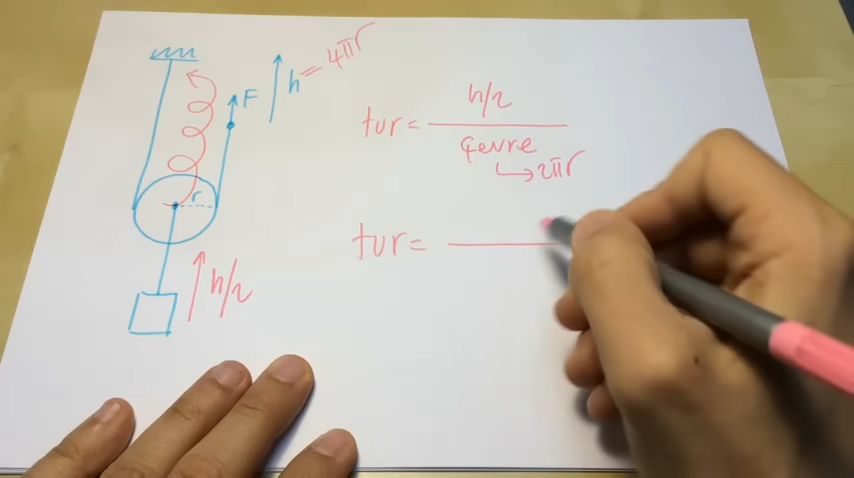 h = 4πr
F
r
h/2
tur = h/2
çevre
↳ 2πr
tur =